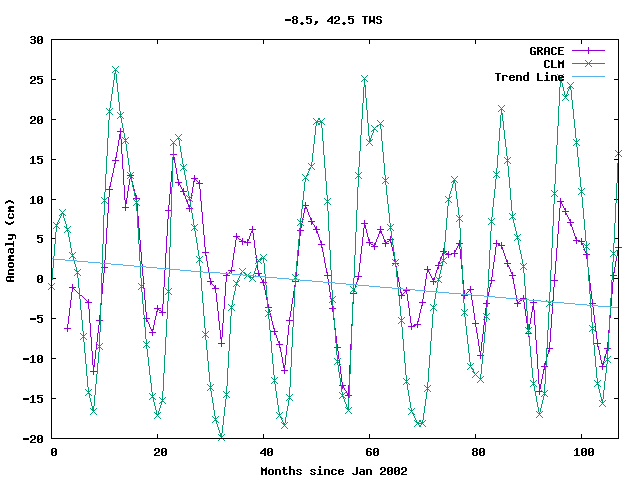 -8.5, 42.5 TWS
GRACE
CLM
Trend Line
30
25
20
15
10
5
0
-5
-10
-15
-20
Anomaly (cm)
0 20 40 60 80 100
Months since Jan 2002